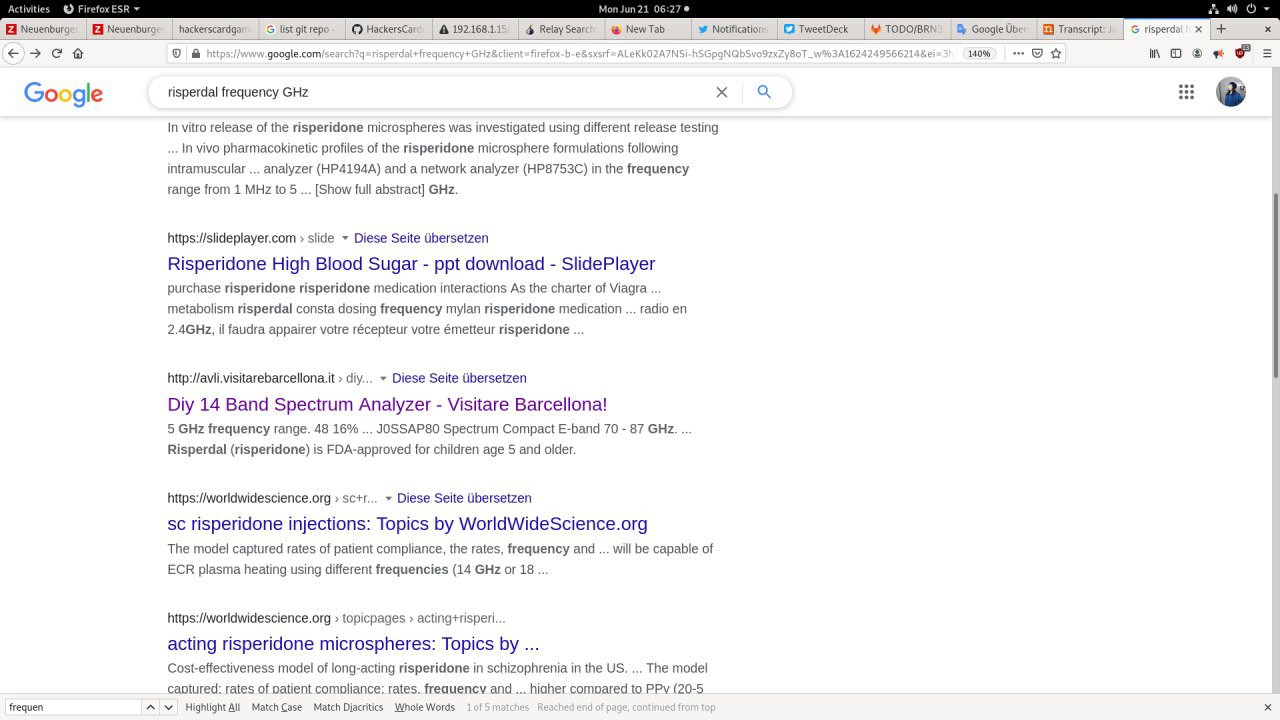 Activities Firefox ESR Mon Jun 21 06:27
Neuenburger Neuenburger hackerscardgam list git repo - HackersCard 192.168.1.15/ Relay Search New Tab Notifications TweetDeck TODO/BRN3 Google Über Transcript: Ja risperdal fr
https://www.google.com/search?q=risperdal+frequency+GHz&client=firefox-b-e&sxsrf=ALeKk02A7NSi-hSGpgNQbSvo9zxZy8oT_w%3A1624249566214&ei=3h 140%
Google risperdal frequency GHz
In vitro release of the risperidone microspheres was investigated using different release testing
... In vivo pharmacokinetic profiles of the risperidone microsphere formulations following
intramuscular ... analyzer (HP4194A) and a network analyzer (HP8753C) in the frequency
range from 1 MHz to 5 ... [Show full abstract] GHz.
https://slideplayer.com › slide Diese Seite übersetzen
Risperidone High Blood Sugar - ppt download - SlidePlayer
purchase risperidone risperidone medication interactions As the charter of Viagra ...
metabolism risperdal consta dosing frequency mylan risperidone medication ... radio en
2.4GHz, il faudra appairer votre récepteur votre émetteur risperidone ...
http://avli.visitarebarcellona.it › diy... Diese Seite übersetzen
Diy 14 Band Spectrum Analyzer - Visitare Barcellona!
5 GHz frequency range. 48 16% ... J0SSAP80 Spectrum Compact E-band 70 - 87 GHz. ...
Risperdal (risperidone) is FDA-approved for children age 5 and older.
https://worldwidescience.org › sc+r... Diese Seite übersetzen
sc risperidone injections: Topics by WorldWideScience.org
The model captured rates of patient compliance, the rates, frequency and ... will be capable of
ECR plasma heating using different frequencies (14 GHz or 18 ...
https://worldwidescience.org › topicpages › acting+risperi...
acting risperidone microspheres: Topics by ...
Cost-effectiveness model of long-acting risperidone in schizophrenia in the US. ... The model
captured: rates of patient compliance; rates, frequency and ... higher compared to PPy (20-5
frequen Highlight All Match Case Match Diacritics Whole Words 1 of 5 matches Reached end of page, continued from top